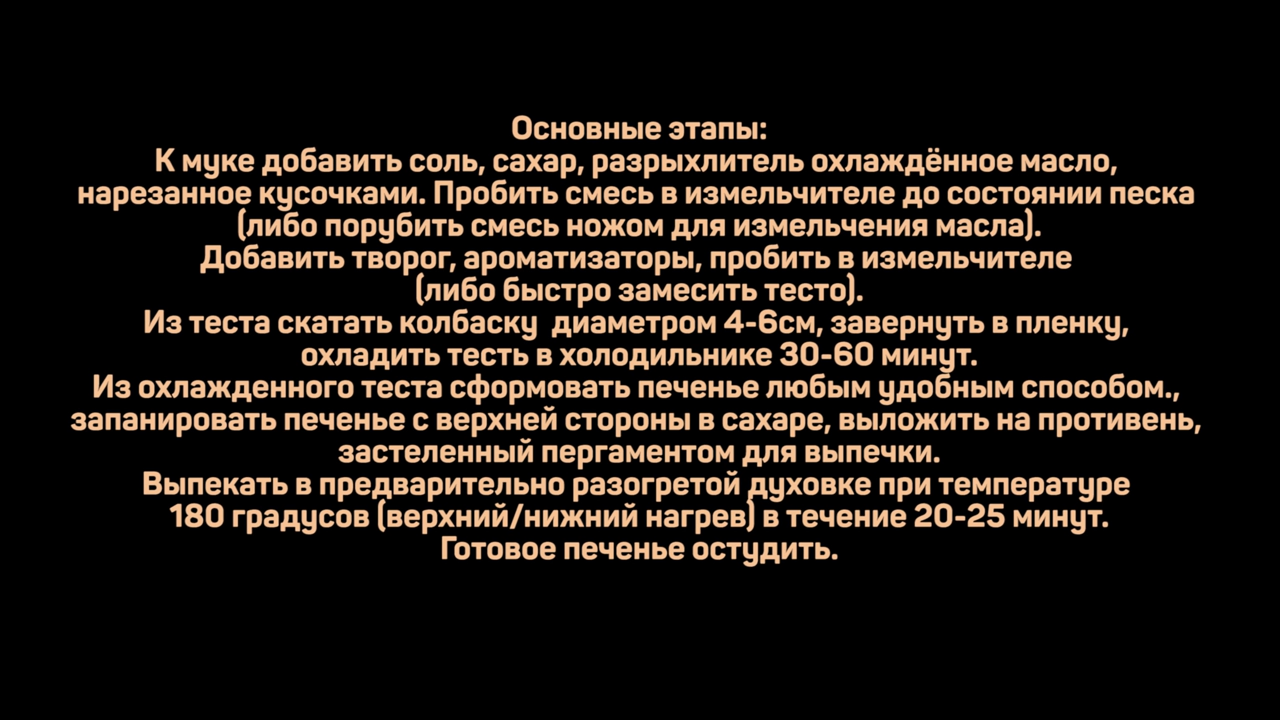 Основные этапы:
К муке добавить соль, сахар, разрыхлитель охлаждённое масло,
нарезанное кусочками. Пробить смесь в измельчителе до состоянии песка
(либо порубить смесь ножом для измельчения масла).
Добавить творог, ароматизаторы, пробить в измельчителе
(либо быстро замесить тесто).
Из теста скатать колбаску  диаметром 4-6см, завернуть в пленку,
охладить тесть в холодильнике 30-60 минут.
Из охлажденного теста сформовать печенье любым удобным способом.,
запанировать печенье с верхней стороны в сахаре, выложить на противень,
застеленный пергаментом для выпечки.
Выпекать в предварительно разогретой духовке при температуре
180 градусов (верхний/нижний нагрев) в течение 20-25 минут.
Готовое печенье остудить.